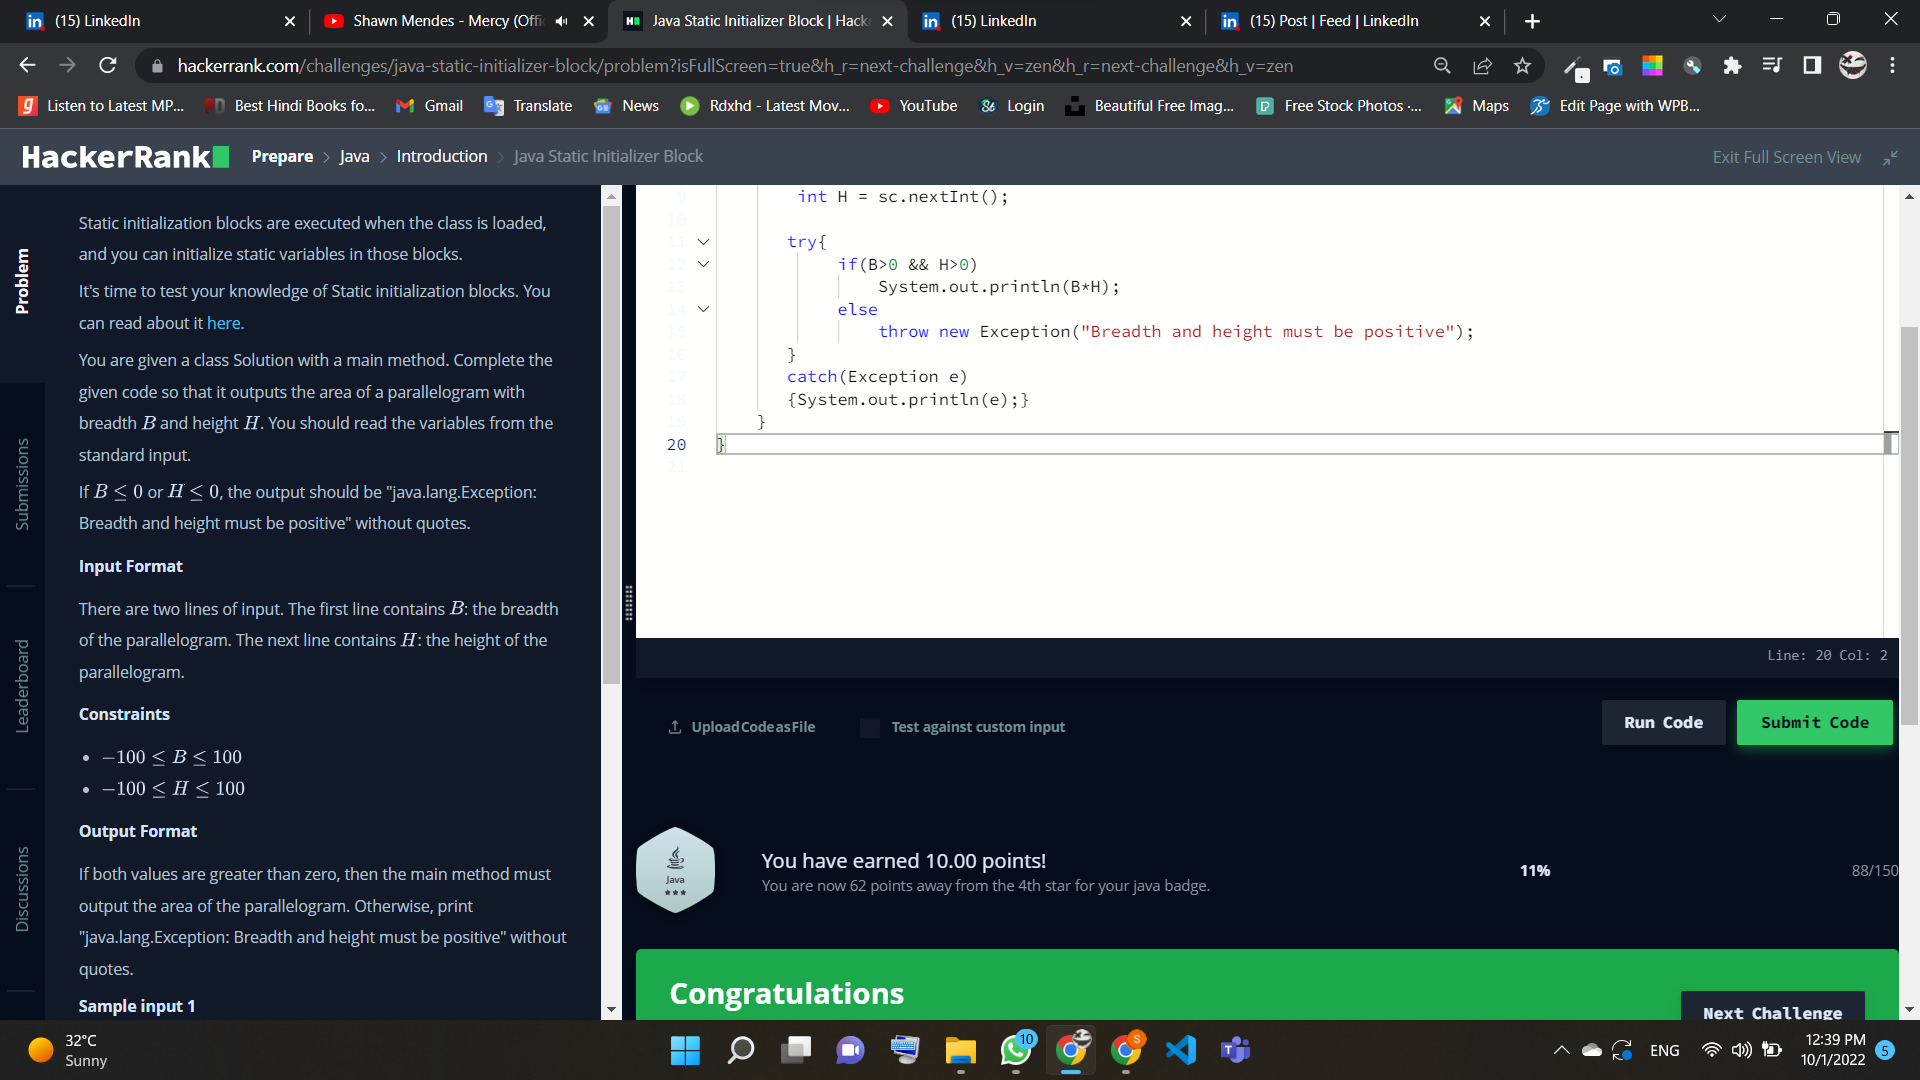 (15) LinkedIn
Shawn Mendes - Mercy (Offic
Java Static Initializer Block | Hack
(15) LinkedIn
(15) Post | Feed | LinkedIn
hackerrank.com/challenges/java-static-initializer-block/problem?isFullScreen=true&h_r=next-challenge&h_v=zen&h_r=next-challenge&h_v=zen
Listen to Latest MP...
Best Hindi Books fo...
Gmail
Translate
News
Rdxhd - Latest Mov...
YouTube
Login
Beautiful Free Imag...
Free Stock Photos ·...
Maps
Edit Page with WPB...
HackerRank
Prepare > Java > Introduction > Java Static Initializer Block
Exit Full Screen View
Problem
Submissions
Leaderboard
Discussions
Static initialization blocks are executed when the class is loaded,
and you can initialize static variables in those blocks.
It's time to test your knowledge of Static initialization blocks. You
can read about it here.
You are given a class Solution with a main method. Complete the
given code so that it outputs the area of a parallelogram with
breadth B and height H. You should read the variables from the
standard input.
If B ≤ 0 or H ≤ 0, the output should be "java.lang.Exception:
Breadth and height must be positive" without quotes.
Input Format
There are two lines of input. The first line contains B: the breadth
of the parallelogram. The next line contains H: the height of the
parallelogram.
Constraints
• −100 ≤ B ≤ 100
• −100 ≤ H ≤ 100
Output Format
If both values are greater than zero, then the main method must
output the area of the parallelogram. Otherwise, print
"java.lang.Exception: Breadth and height must be positive" without
quotes.
Sample input 1
9 int H = sc.nextInt();
10
11 try{
12 if(B>0 && H>0)
13 System.out.println(B*H);
14 else
15 throw new Exception("Breadth and height must be positive");
16 }
17 catch(Exception e)
18 {System.out.println(e);}
19 }
20 }
21
Line: 20 Col: 2
Upload Code as File
Test against custom input
Run Code
Submit Code
Java
You have earned 10.00 points!
You are now 62 points away from the 4th star for your java badge.
11%
88/150
Congratulations
Next Challenge
32°C
Sunny
10
S
ENG
12:39 PM
10/1/2022
5